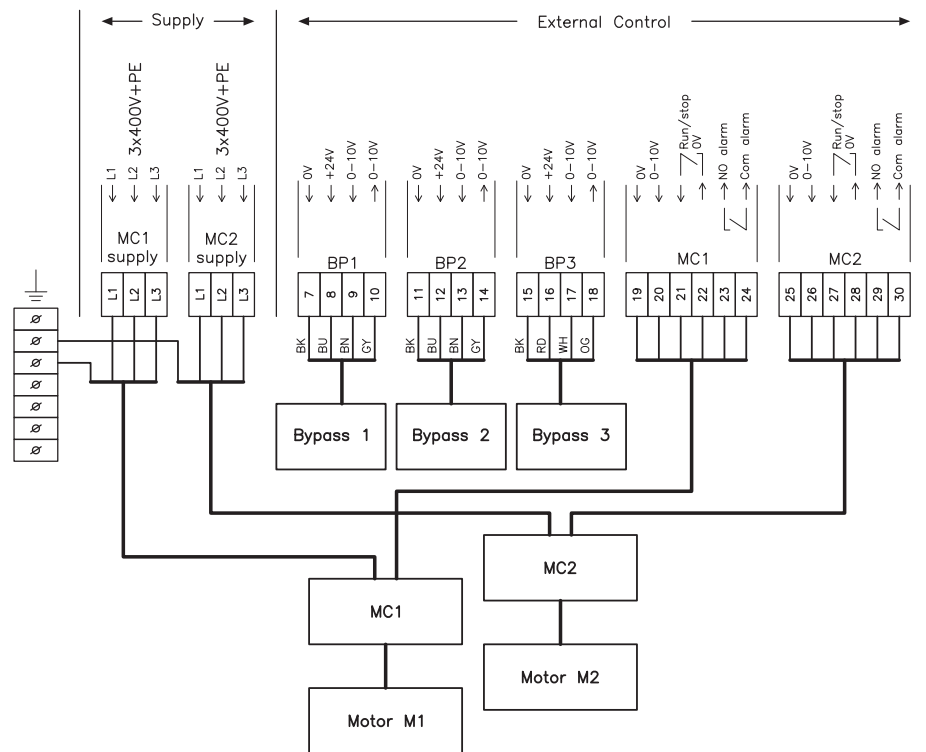 Supply
External Control
3x400V+PE
3x400V+PE
L1
L2
L3
L1
L2
L3
0V
+24V
0-10V
0-10V
0V
+24V
0-10V
0-10V
0V
+24V
0-10V
0-10V
0V
0-10V
Run/stop
0V
NO alarm
Com alarm
0V
0-10V
Run/stop
0V
NO alarm
Com alarm
MC1
supply
MC2
supply
BP1
BP2
BP3
MC1
MC2
L1
L2
L3
L1
L2
L3
7
8
9
10
11
12
13
14
15
16
17
18
19
20
21
22
23
24
25
26
27
28
29
30
BK
BU
BN
GY
BK
BU
BN
GY
BK
RD
WH
OG
Bypass 1
Bypass 2
Bypass 3
MC2
MC1
Motor M2
Motor M1